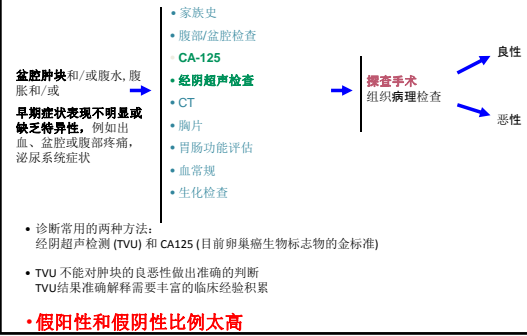 盆腔肿块和/或腹水, 腹
胀和/或
早期症状表现不明显或
缺乏特异性，例如出
血、盆腔或腹部疼痛，
泌尿系统症状
• 家族史
• 腹部/盆腔检查
• CA-125
• 经阴超声检查
• CT
• 胸片
• 胃肠功能评估
• 血常规
• 生化检查
探查手术
组织病理检查
良性
恶性
• 诊断常用的两种方法：
经阴超声检测 (TVU) 和 CA125 (目前卵巢癌生物标志物的金标准)
• TVU 不能对肿块的良恶性做出准确的判断
TVU结果准确解释需要丰富的临床经验积累
• 假阳性和假阴性比例太高